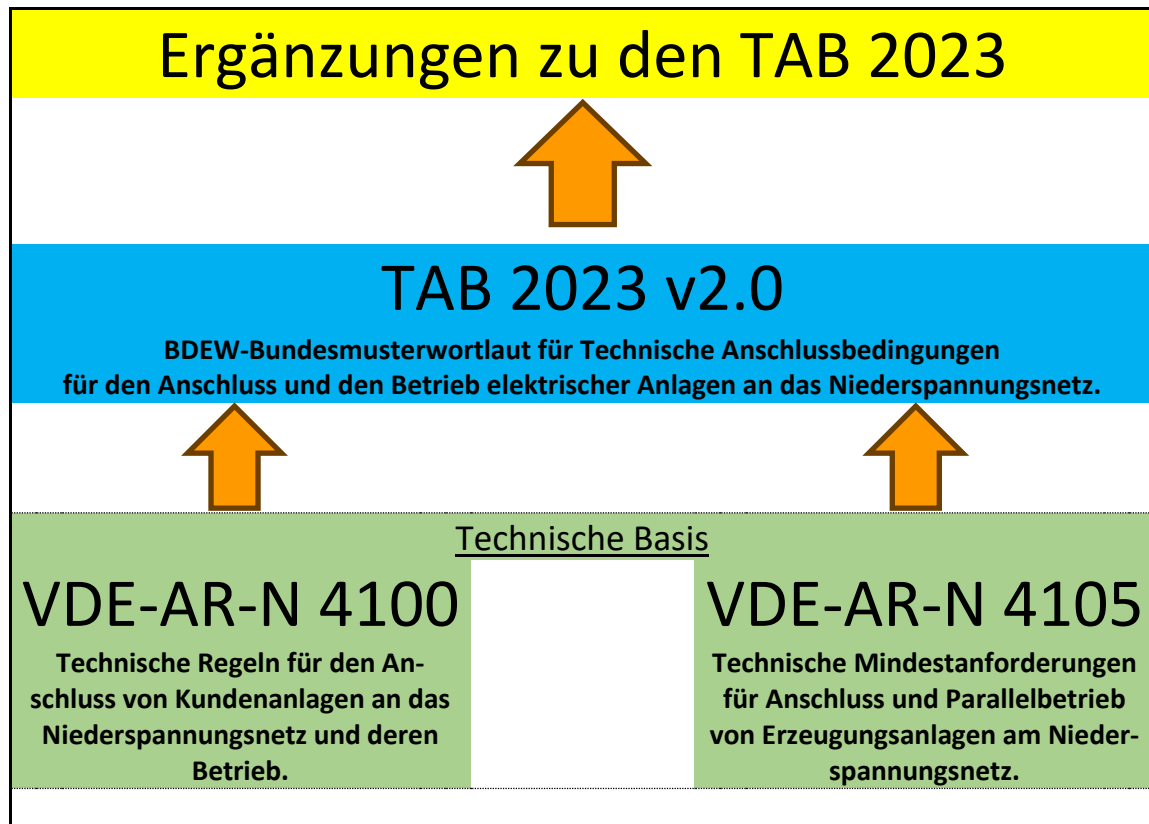 Ergänzungen zu den TAB 2023
TAB 2023 v2.0
BDEW-Bundesmusterwortlaut für Technische Anschlussbedingungen
für den Anschluss und den Betrieb elektrischer Anlagen an das Niederspannungsnetz.
Technische Basis
VDE-AR-N 4100
Technische Regeln für den An-
schluss von Kundenanlagen an das
Niederspannungsnetz und deren
Betrieb.
VDE-AR-N 4105
Technische Mindestanforderungen
für Anschluss und Parallelbetrieb
von Erzeugungsanlagen am Nieder-
spannungsnetz.